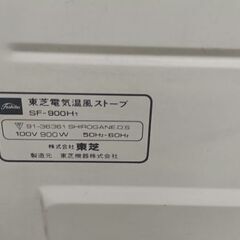 Toshiba 東芝電気温風ストーブ
SF-900H₁
91-36361 SHIROGANE.O.S
100V 900W 50Hz-60Hz
株式会社 東芝
製造元 東芝機器株式会社